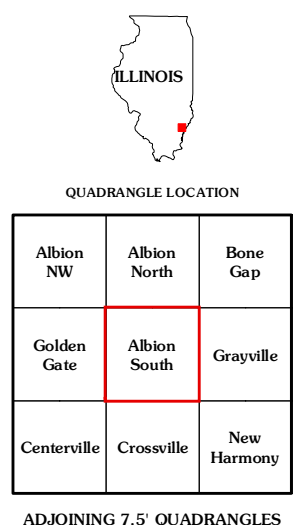 ILLINOIS
QUADRANGLE LOCATION
Albion
NW
Albion
North
Bone
Gap
Golden
Gate
Albion
South
Grayville
Centerville
Crossville
New
Harmony
ADJOINING 7.5' QUADRANGLES